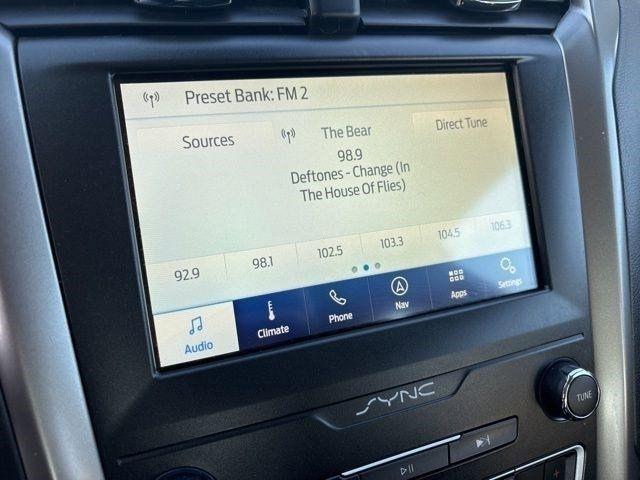 Preset Bank: FM 2
Sources
The Bear
Direct Tune
98.9
Deftones - Change (In
The House Of Flies)
92.9
98.1
102.5
103.3
104.5
106.3
Audio
Climate
Phone
Nav
Apps
Settings
SYNC
TUNE